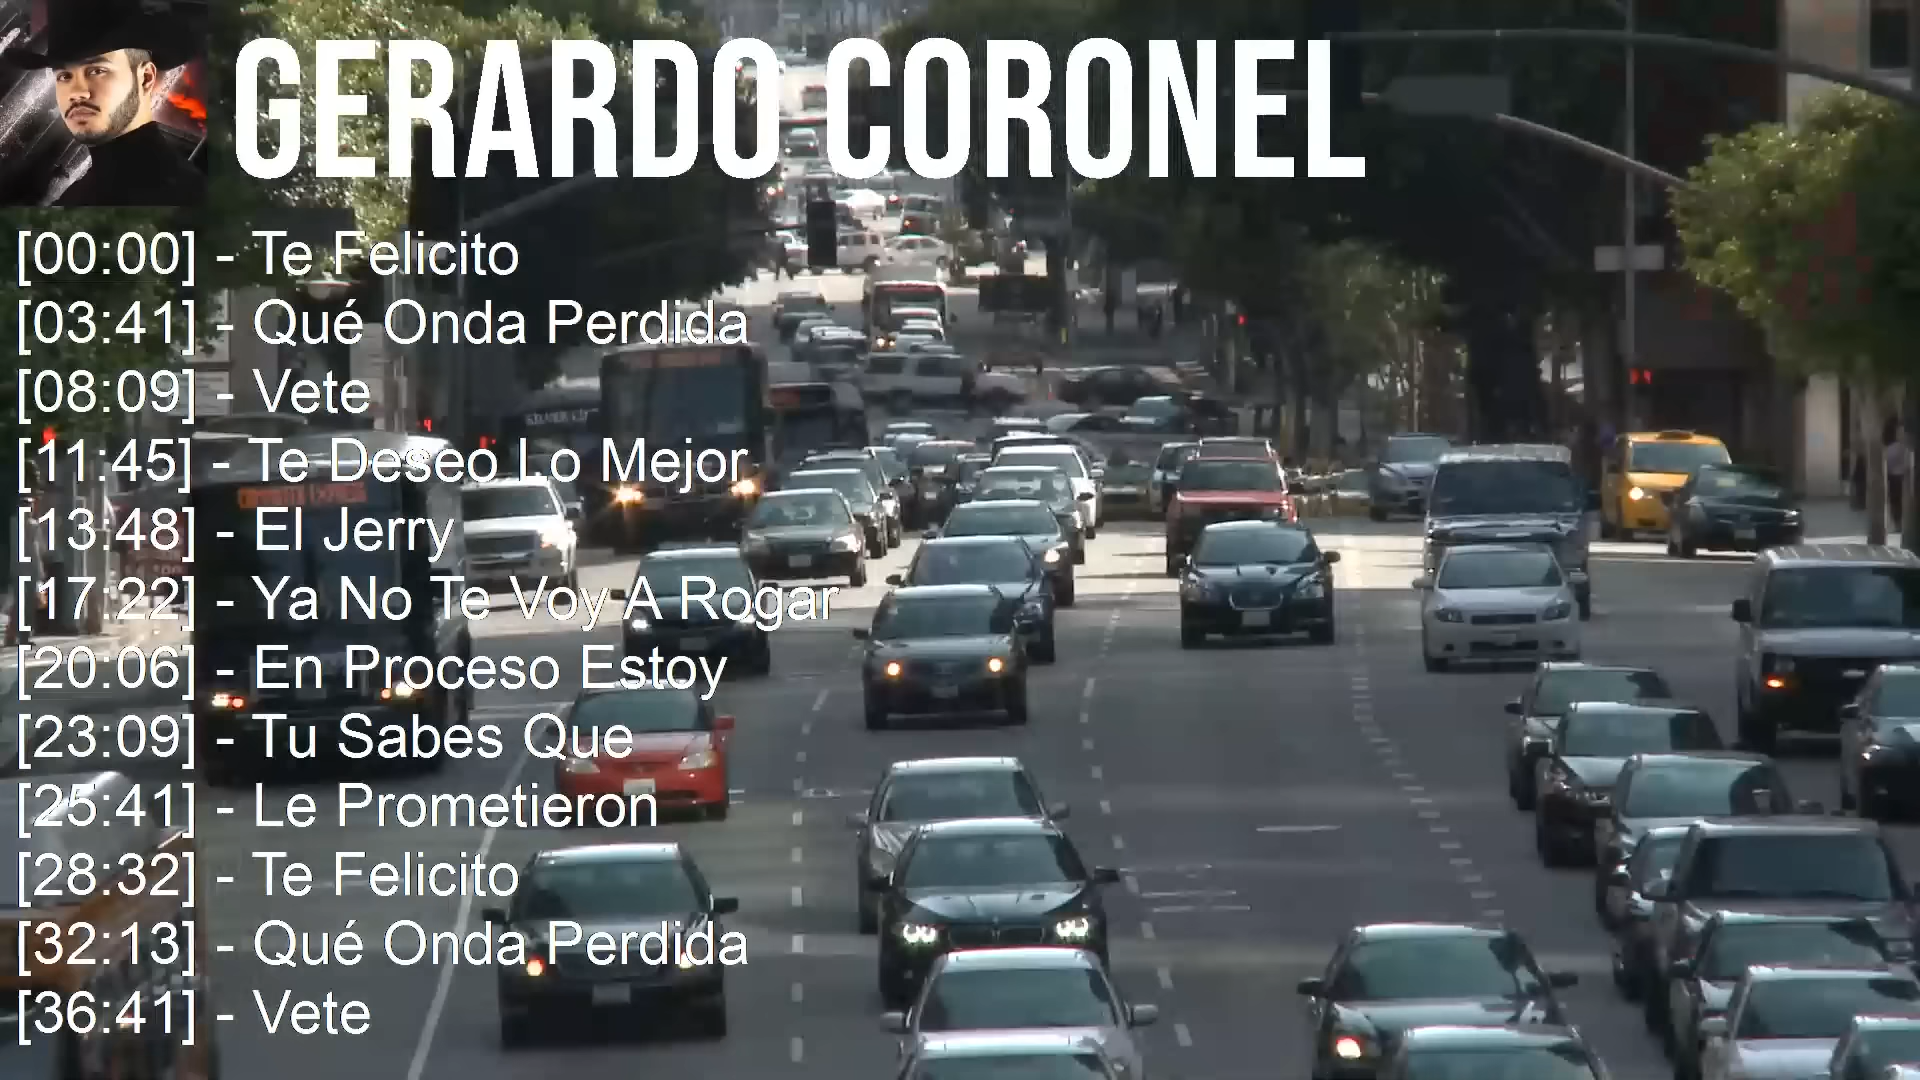 GERARDO CORONEL
[00:00] - Te Felicito
[03:41] - Qué Onda Perdida
[08:09] - Vete
[11:45] - Te Deseo Lo Mejor
[13:48] - El Jerry
[17:22] - Ya No Te Voy A Rogar
[20:06] - En Proceso Estoy
[23:09] - Tu Sabes Que
[25:41] - Le Prometieron
[28:32] - Te Felicito
[32:13] - Qué Onda Perdida
[36:41] - Vete